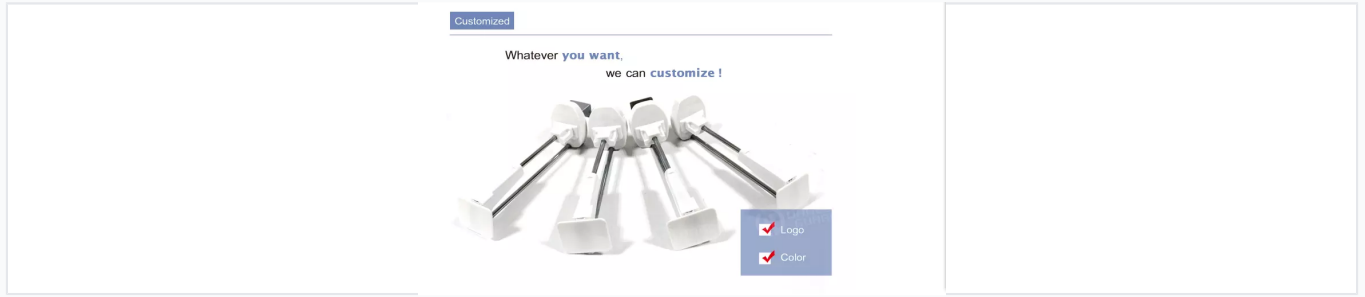 Customized
Whatever you want,
we can customize !
Logo
Color